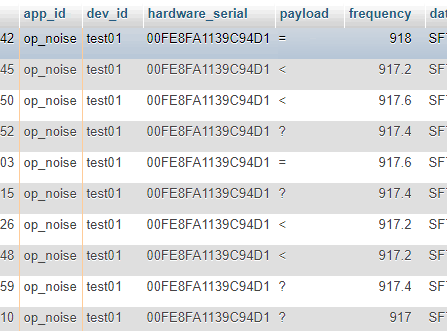 app_id dev_id hardware_serial payload frequency dat
42 op_noise test01 00FE8FA1139C94D1 = 918 SF
45 op_noise test01 00FE8FA1139C94D1 < 917.2 SF
50 op_noise test01 00FE8FA1139C94D1 < 917.6 SF
52 op_noise test01 00FE8FA1139C94D1 ? 917.4 SF
03 op_noise test01 00FE8FA1139C94D1 = 917.6 SF
15 op_noise test01 00FE8FA1139C94D1 ? 917.4 SF
26 op_noise test01 00FE8FA1139C94D1 < 917.2 SF
48 op_noise test01 00FE8FA1139C94D1 < 917.2 SF
59 op_noise test01 00FE8FA1139C94D1 ? 917.4 SF
10 op_noise test01 00FE8FA1139C94D1 ? 917 SF